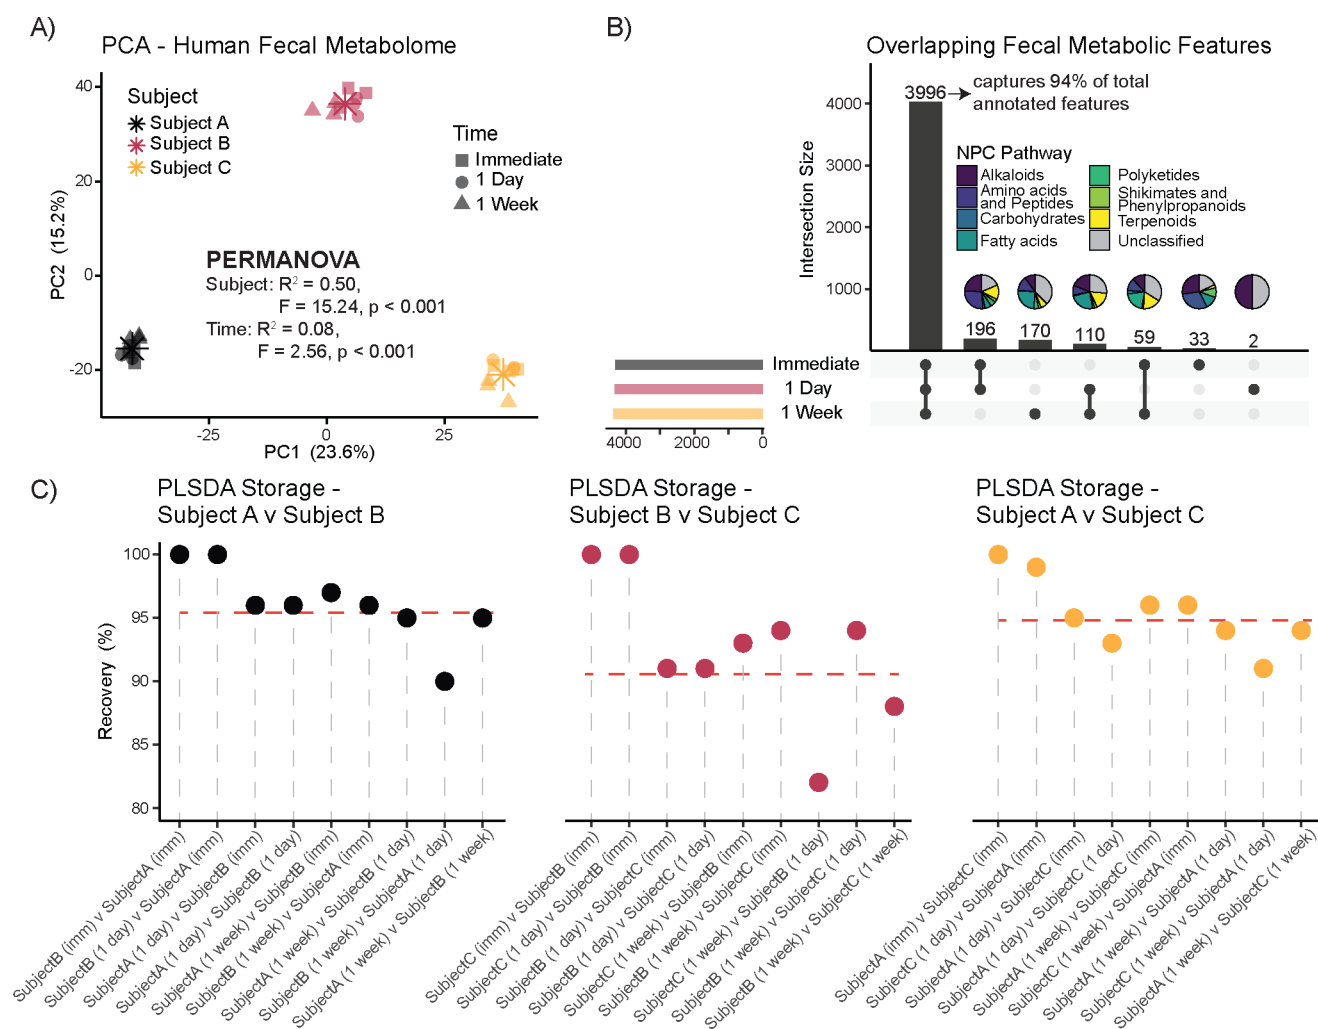 A)
PCA - Human Fecal Metabolome
Subject
Subject A
Subject B
Subject C
Time
Immediate
1 Day
1 Week
PERMANOVA
Subject: R² = 0.50,
F = 15.24, p < 0.001
Time: R² = 0.08,
F = 2.56, p < 0.001
PC2 (15.2%)
40
20
0
-20
-25
0
25
PC1 (23.6%)
B)
Overlapping Fecal Metabolic Features
captures 94% of total
annotated features
Intersection Size
4000
3000
2000
1000
NPC Pathway
Alkaloids
Amino acids
and Peptides
Carbohydrates
Fatty acids
Polyketides
Shikimates and
Phenylpropanoids
Terpenoids
Unclassified
3996
196
170
110
59
33
2
Immediate
1 Day
1 Week
4000
2000
0
C)
PLSDA Storage -
Subject A v Subject B
Recovery (%)
100
95
90
85
80
SubjectB (imm) v SubjectA (imm)
SubjectB (1 day) v SubjectA (imm)
SubjectA (1 day) v SubjectB (imm)
SubjectA (1 day) v SubjectB (1 day)
SubjectA (1 week) v SubjectB (imm)
SubjectB (1 week) v SubjectA (imm)
SubjectA (1 week) v SubjectB (1 day)
SubjectB (1 week) v SubjectA (1 day)
SubjectA (1 week) v SubjectB (1 week)
PLSDA Storage -
Subject B v Subject C
SubjectC (imm) v SubjectB (imm)
SubjectC (1 day) v SubjectB (imm)
SubjectB (1 day) v SubjectC (imm)
SubjectB (1 day) v SubjectC (1 day)
SubjectC (1 week) v SubjectB (imm)
SubjectB (1 week) v SubjectC (imm)
SubjectC (1 week) v SubjectB (1 day)
SubjectB (1 week) v SubjectC (1 day)
SubjectB (1 week) v SubjectC (1 week)
PLSDA Storage -
Subject A v Subject C
SubjectA (imm) v SubjectC (imm)
SubjectC (1 day) v SubjectA (imm)
SubjectA (1 day) v SubjectC (imm)
SubjectA (1 day) v SubjectC (1 day)
SubjectA (1 week) v SubjectC (imm)
SubjectC (1 week) v SubjectA (imm)
SubjectA (1 week) v SubjectA (1 day)
SubjectC (1 week) v SubjectA (1 day)
SubjectA (1 week) v SubjectC (1 week)